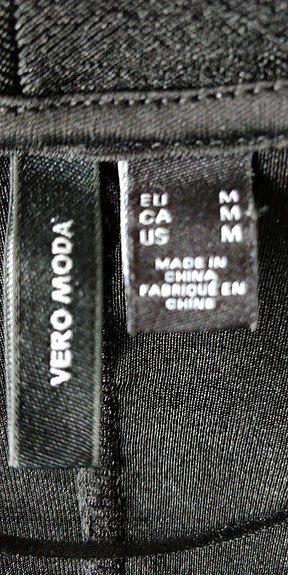 VERO MODA
EU M
CA M
US M
MADE IN
CHINA
FABRIQUÉ EN
CHINE